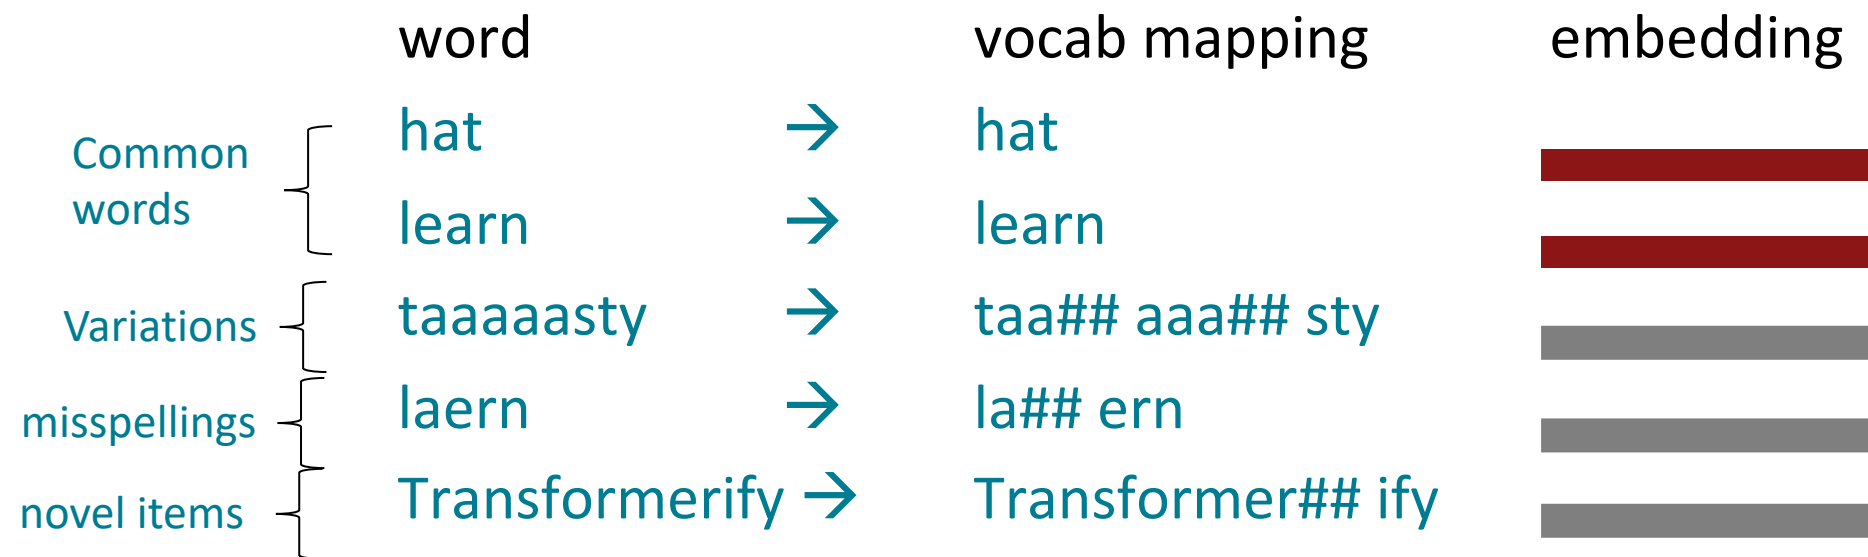 word vocab mapping embedding
Common words
hat → hat
learn → learn
Variations taaaaasty → taa## aaa## sty
misspellings laern → la## ern
novel items Transformerify → Transformer## ify